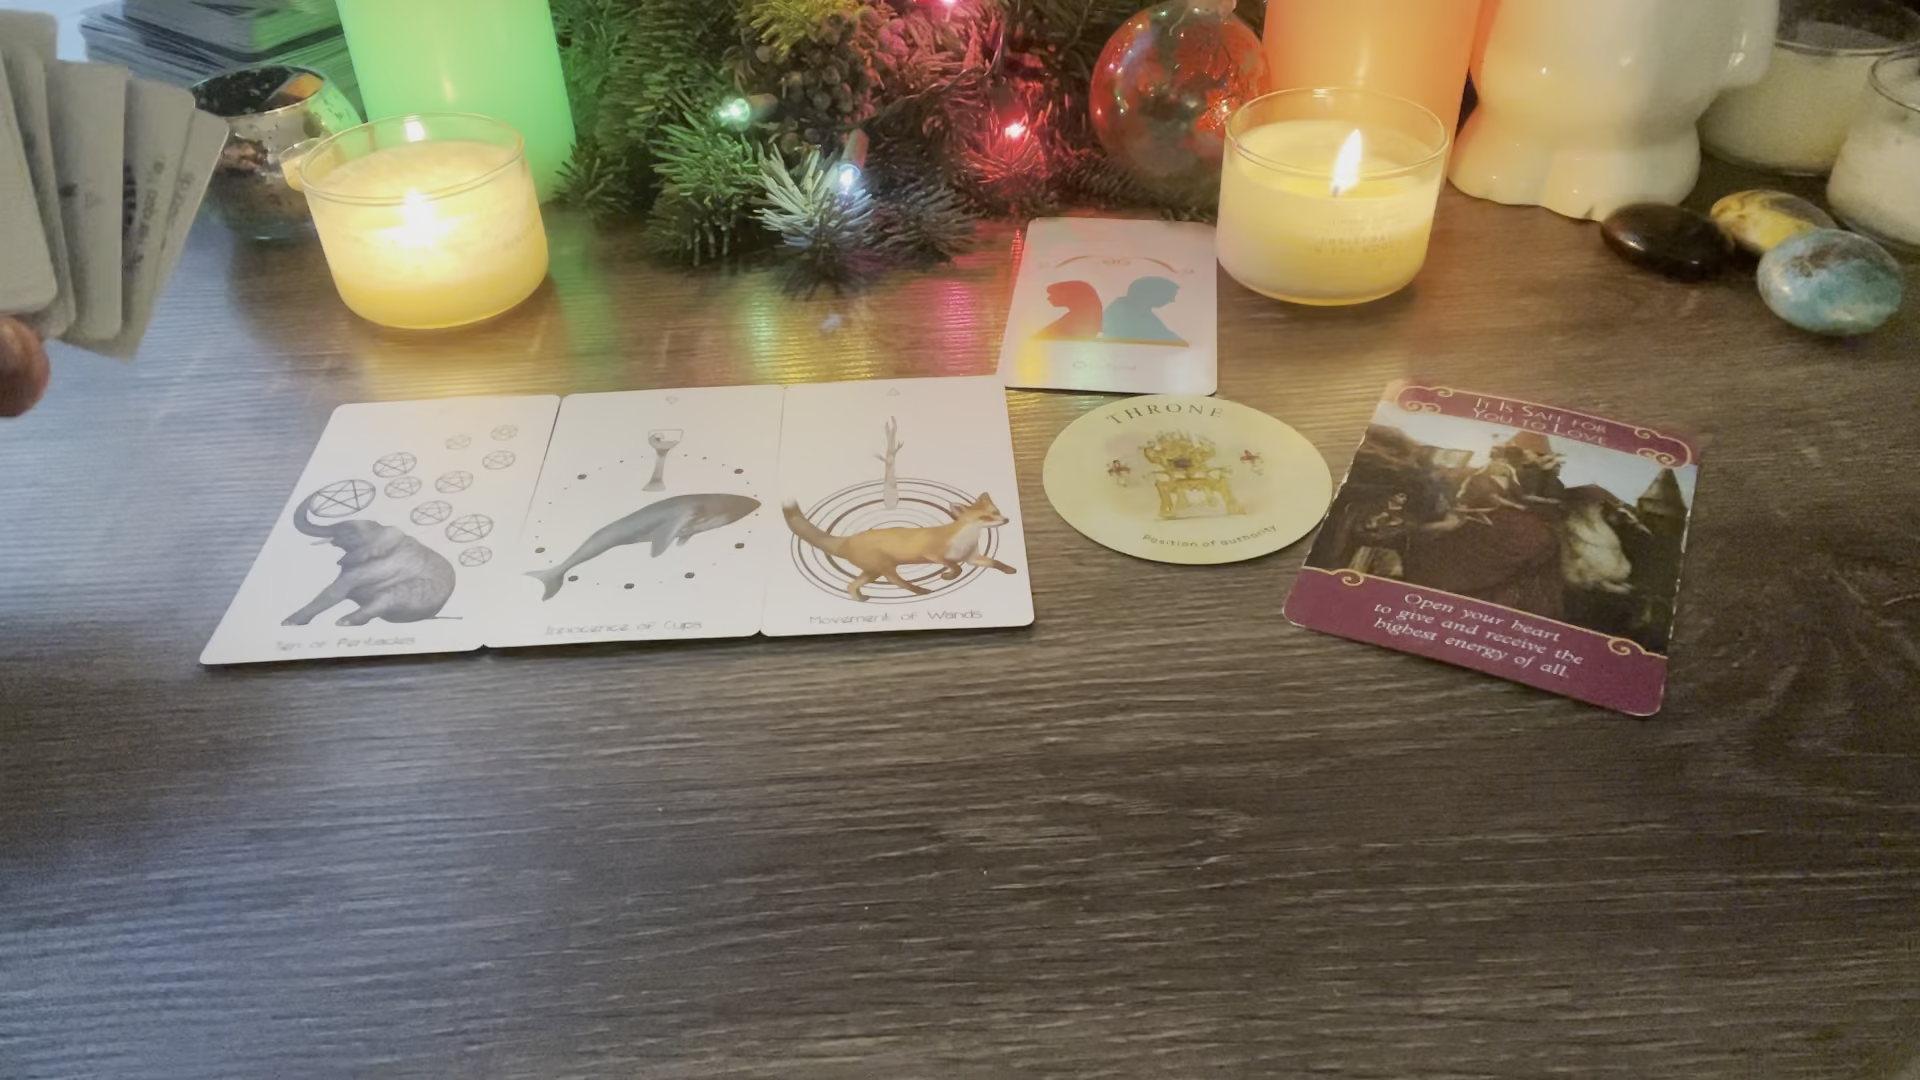 Ten of Pentacles
Innocence of Cups
Movement of Wands
THRONE
Position of authority
It Is Safe for
You to Love
Open your heart
to give and receive the
highest energy of all.